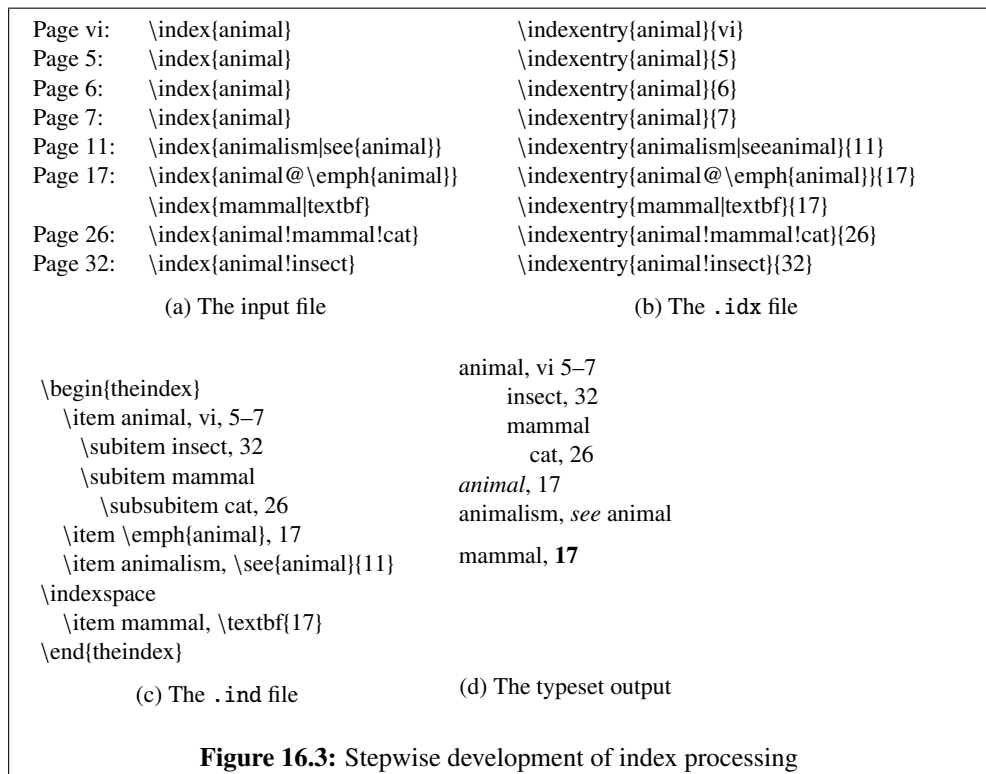 Page vi: \index{animal} \indexentry{animal}{vi}
Page 5: \index{animal} \indexentry{animal}{5}
Page 6: \index{animal} \indexentry{animal}{6}
Page 7: \index{animal} \indexentry{animal}{7}
Page 11: \index{animalism|see{animal}} \indexentry{animalism|seeanimal}{11}
Page 17: \index{animal@\emph{animal}} \indexentry{animal@\emph{animal}}{17}
\index{mammal|textbf} \indexentry{mammal|textbf}{17}
Page 26: \index{animal!mammal!cat} \indexentry{animal!mammal!cat}{26}
Page 32: \index{animal!insect} \indexentry{animal!insect}{32}
(a) The input file (b) The .idx file
\begin{theindex}
\item animal, vi, 5–7
\subitem insect, 32
\subitem mammal
\subsubitem cat, 26
\item \emph{animal}, 17
\item animalism, \see{animal}{11}
\indexspace
\item mammal, \textbf{17}
\end{theindex}
(c) The .ind file
animal, vi 5–7
insect, 32
mammal
cat, 26
animal, 17
animalism, see animal
mammal, 17
(d) The typeset output
Figure 16.3: Stepwise development of index processing